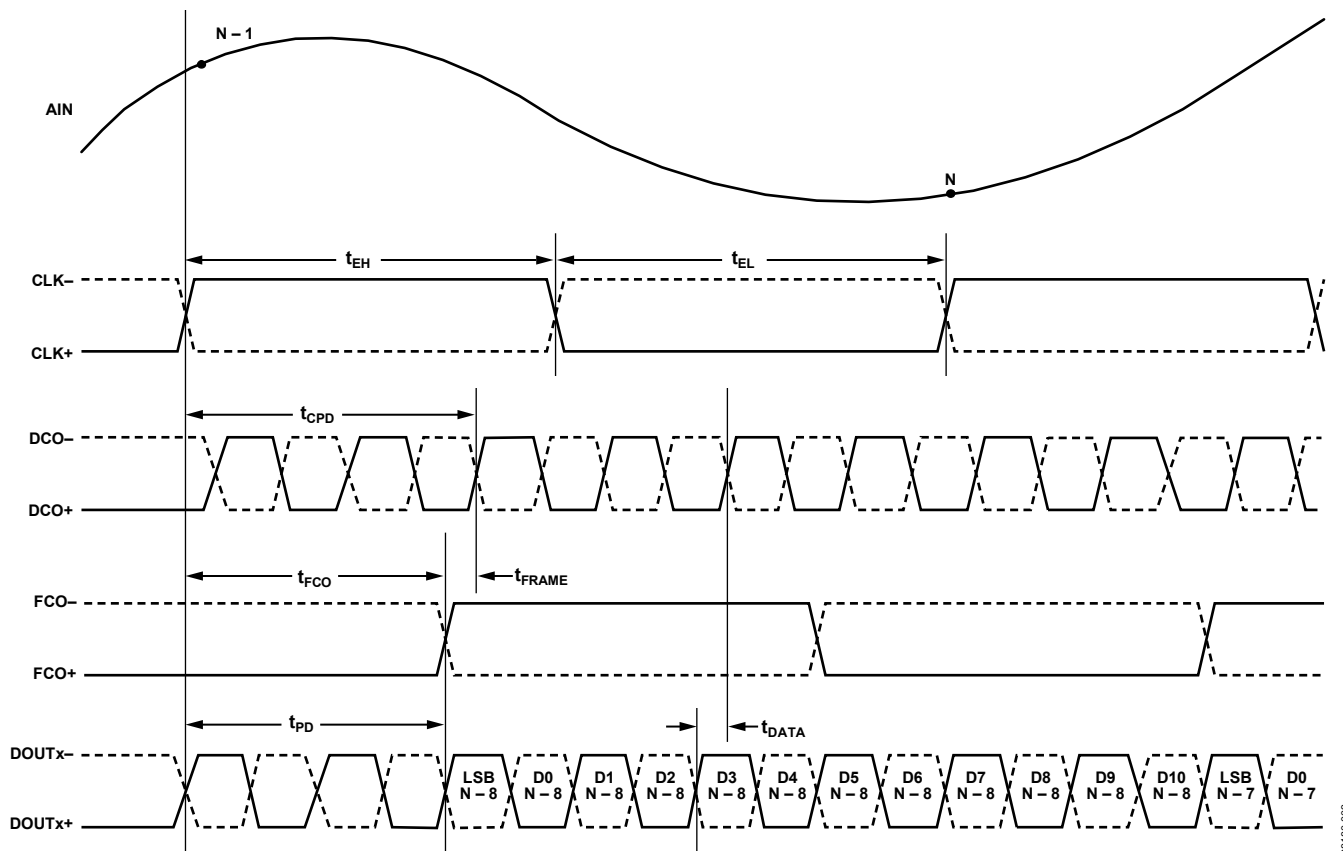 N – 1
AIN
N
tEH
tEL
CLK–
CLK+
tCPD
DCO–
DCO+
tFCO
tFRAME
FCO–
FCO+
tPD
tDATA
DOUTx–
DOUTx+
LSB N – 8
D0 N – 8
D1 N – 8
D2 N – 8
D3 N – 8
D4 N – 8
D5 N – 8
D6 N – 8
D7 N – 8
D8 N – 8
D9 N – 8
D10 N – 8
LSB N – 7
D0 N – 7